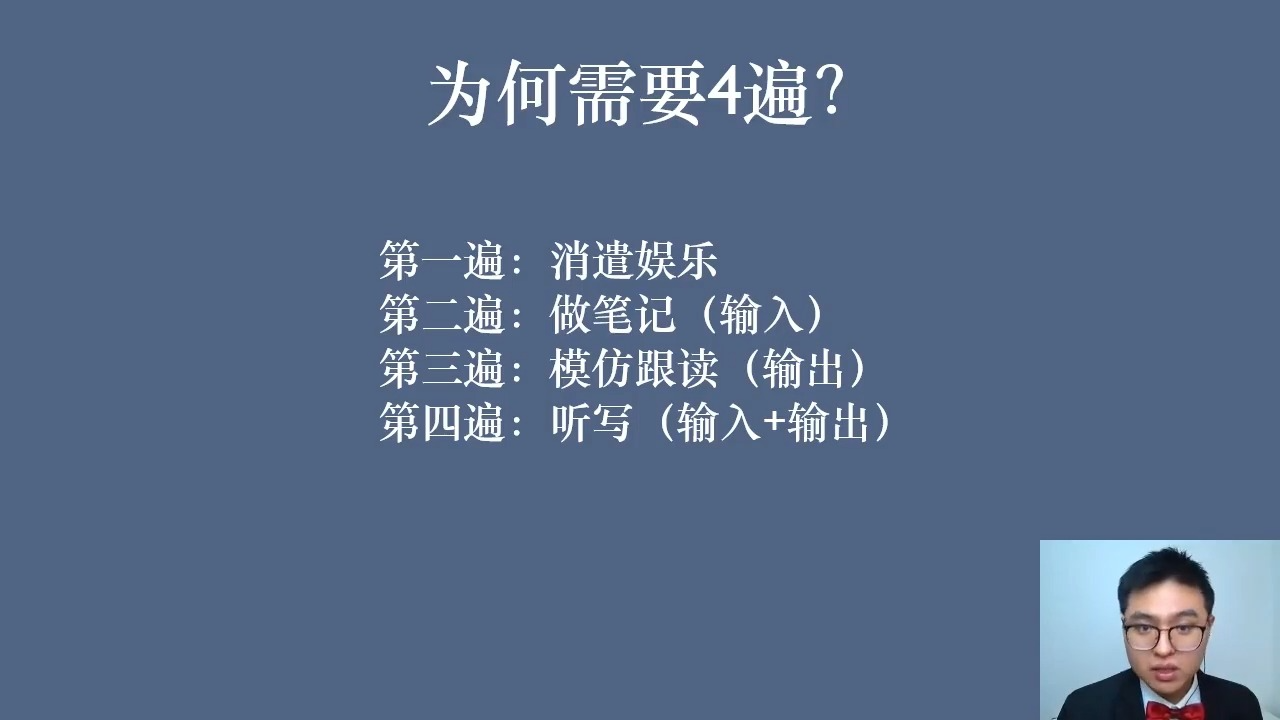 为何需要4遍？
第一遍：消遣娱乐
第二遍：做笔记（输入）
第三遍：模仿跟读（输出）
第四遍：听写（输入+输出）